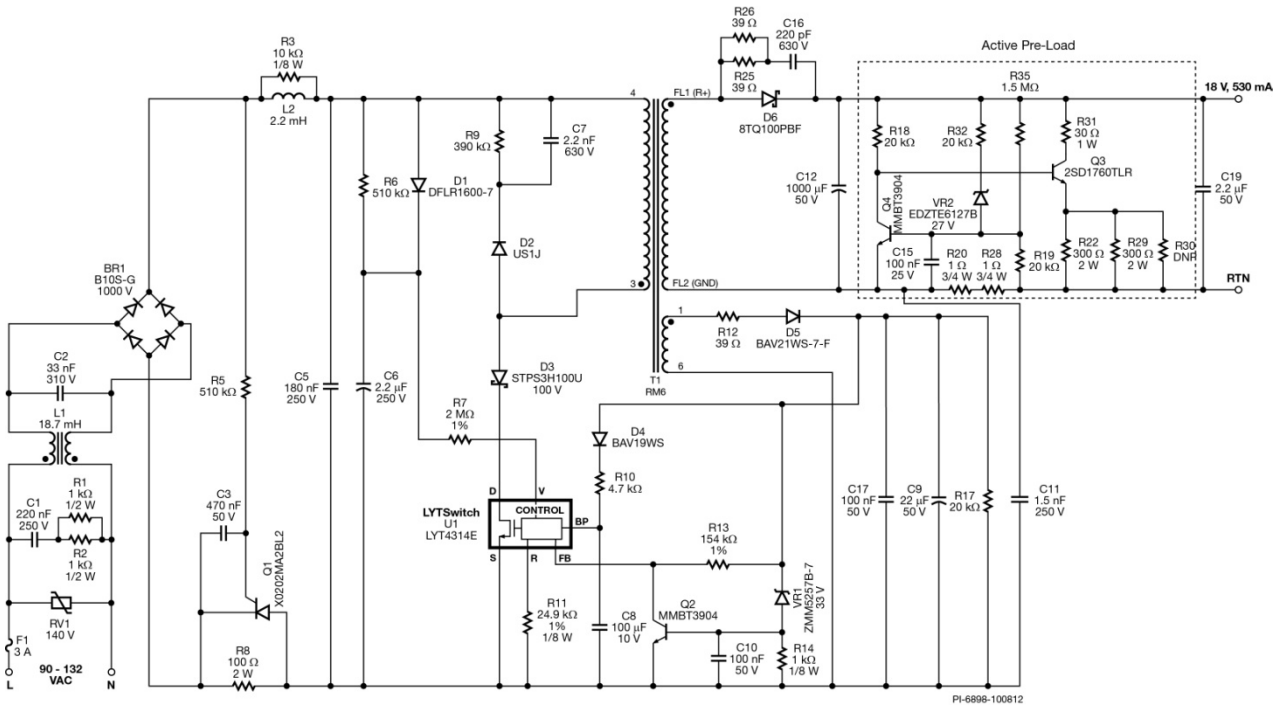 R26
39 Ω
C16
220 pF
630 V
R25
39 Ω
D6
8TQ100PBF
Active Pre-Load
R3
10 kΩ
1/8 W
L2
2.2 mH
4
3
FL1 (R+)
FL2 (GND)
1
6
T1
RM6
R9
390 kΩ
C7
2.2 nF
630 V
R6
510 kΩ
D1
DFLR1600-7
D2
US1J
D3
STPS3H100U
100 V
R35
1.5 MΩ
18 V, 530 mA
R18
20 kΩ
R32
20 kΩ
R31
30 Ω
1 W
Q3
2SD1760TLR
C12
1000 μF
50 V
Q4
MMBT3904
VR2
EDZTE6127B
27 V
C19
2.2 μF
50 V
C15
100 nF
25 V
R20
1 Ω
3/4 W
R28
1 Ω
3/4 W
R19
20 kΩ
R22
300 Ω
2 W
R29
300 Ω
2 W
R30
DNP
RTN
BR1
B10S-G
1000 V
C2
33 nF
310 V
L1
18.7 mH
C1
220 nF
250 V
R1
1 kΩ
1/2 W
R2
1 kΩ
1/2 W
RV1
140 V
F1
3 A
90 - 132
VAC
L
N
R5
510 kΩ
C3
470 nF
50 V
Q1
X0202MA2BL2
R8
100 Ω
2 W
C5
180 nF
250 V
C6
2.2 μF
250 V
R7
2 MΩ
1%
R12
39 Ω
D5
BAV21WS-7-F
D4
BAV19WS
R10
4.7 kΩ
LYTSwitch
U1
LYT4314E
D
V
CONTROL
BP
S
R
FB
R11
24.9 kΩ
1%
1/8 W
C8
100 μF
10 V
R13
154 kΩ
1%
Q2
MMBT3904
C10
100 nF
50 V
VR1
ZMM5257B-7
33 V
R14
1 kΩ
1/8 W
C17
100 nF
50 V
C9
22 μF
50 V
R17
20 kΩ
C11
1.5 nF
250 V
PI-6898-100812